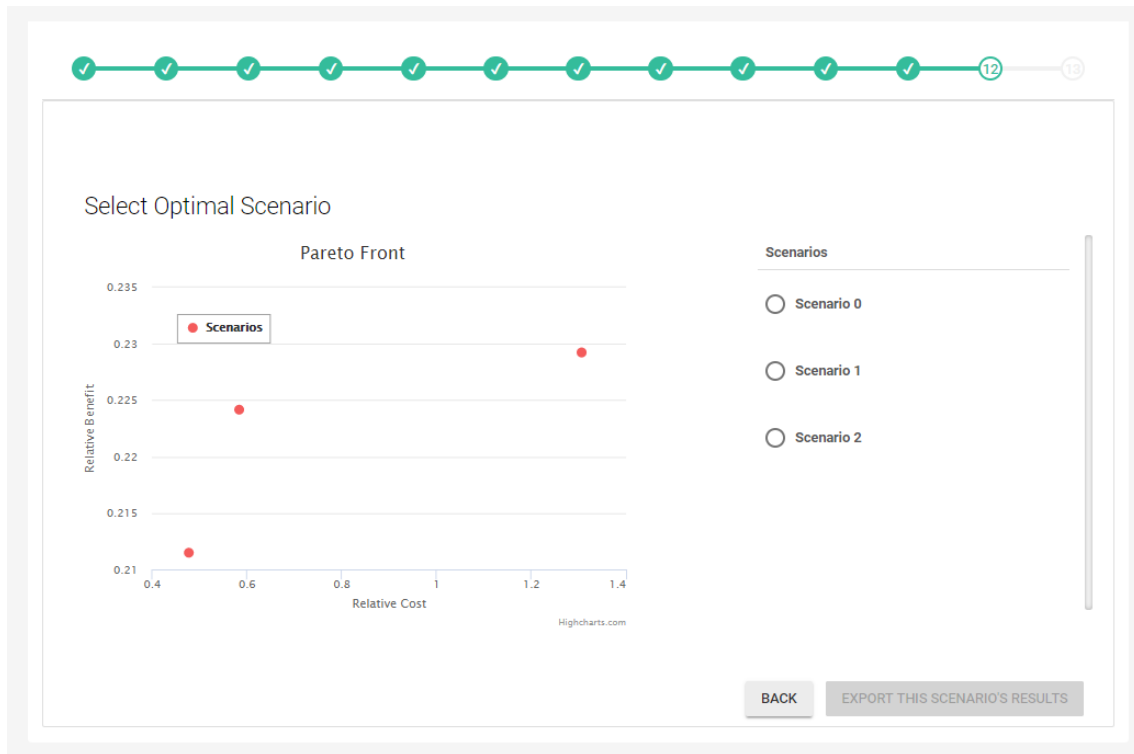 12
13
Select Optimal Scenario
Pareto Front
0.235
Scenarios
0.23
0.225
0.22
0.215
0.21
Relative Benefit
0.4 0.6 0.8 1 1.2 1.4
Relative Cost
Highcharts.com
Scenarios
Scenario 0
Scenario 1
Scenario 2
BACK
EXPORT THIS SCENARIO'S RESULTS